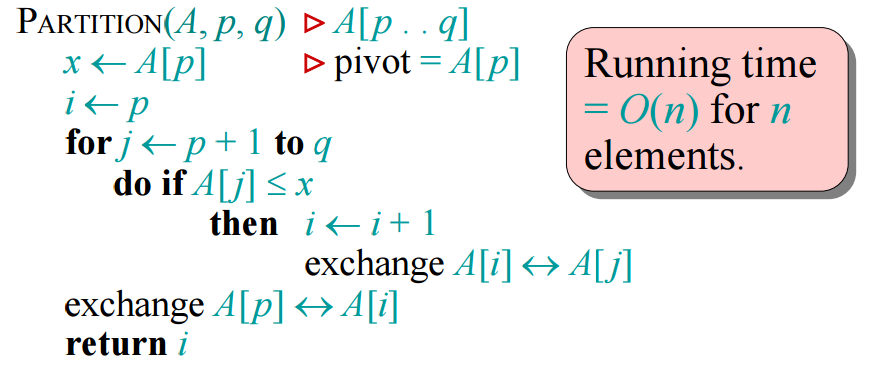 PARTITION(A, p, q) ⊳ A[p . . q]
x ← A[p] ⊳ pivot = A[p]
i ← p
for j ← p + 1 to q
do if A[j] ≤ x
then i ← i + 1
exchange A[i] ↔ A[j]
exchange A[p] ↔ A[i]
return i
Running time
= O(n) for n
elements.